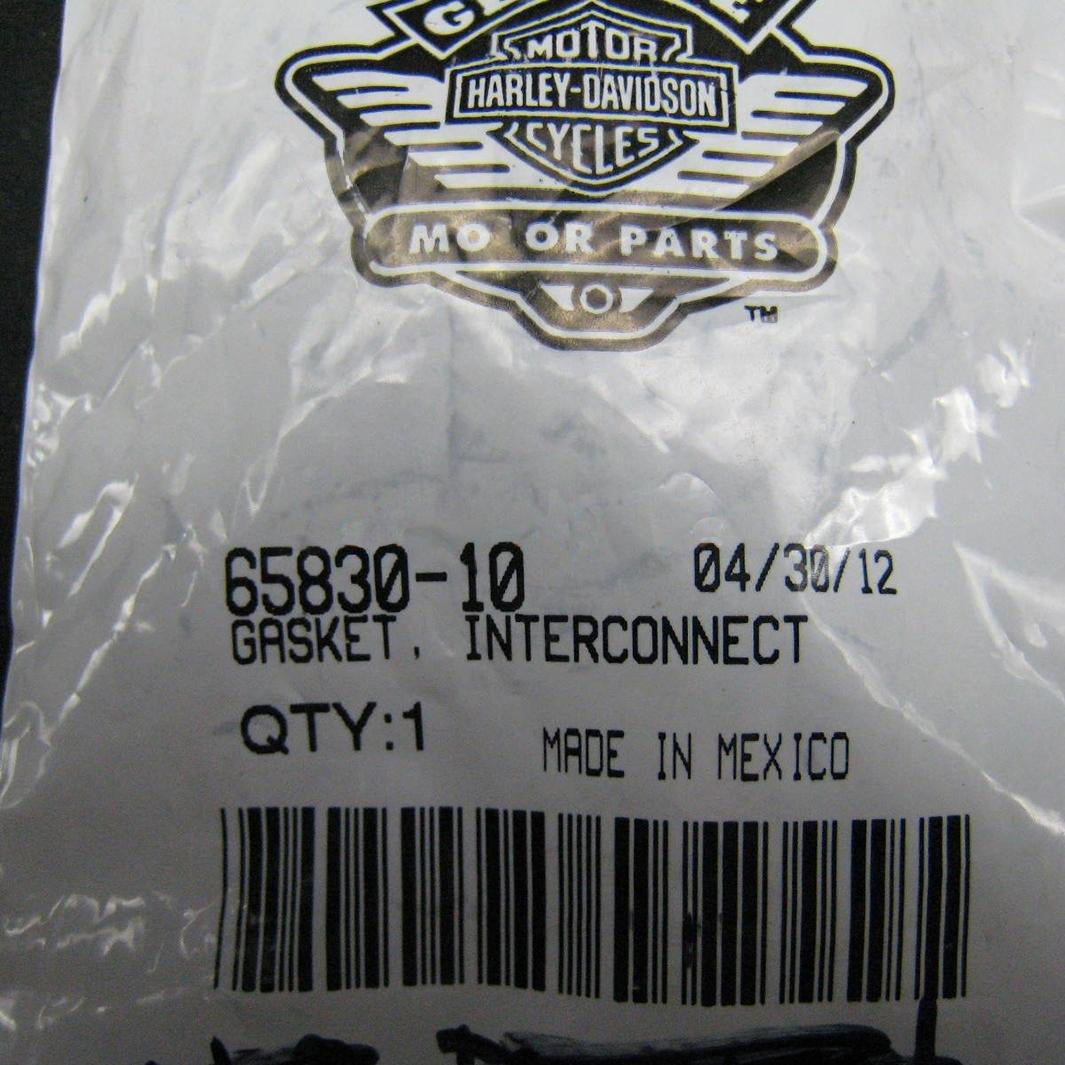 MOTOR
HARLEY-DAVIDSON
CYCLES
MO OR PARTS
TM
65830-10 04/30/12
GASKET, INTERCONNECT
QTY:1
MADE IN MEXICO